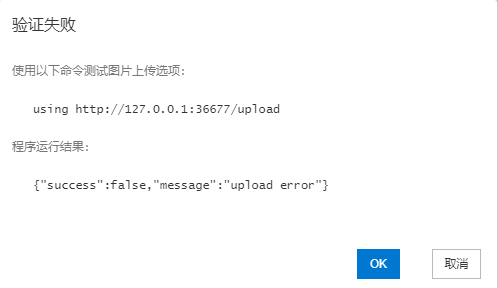 验证失败
使用以下命令测试图片上传选项:
using http://127.0.0.1:36677/upload
程序运行结果:
{"success":false,"message":"upload error"}
OK
取消